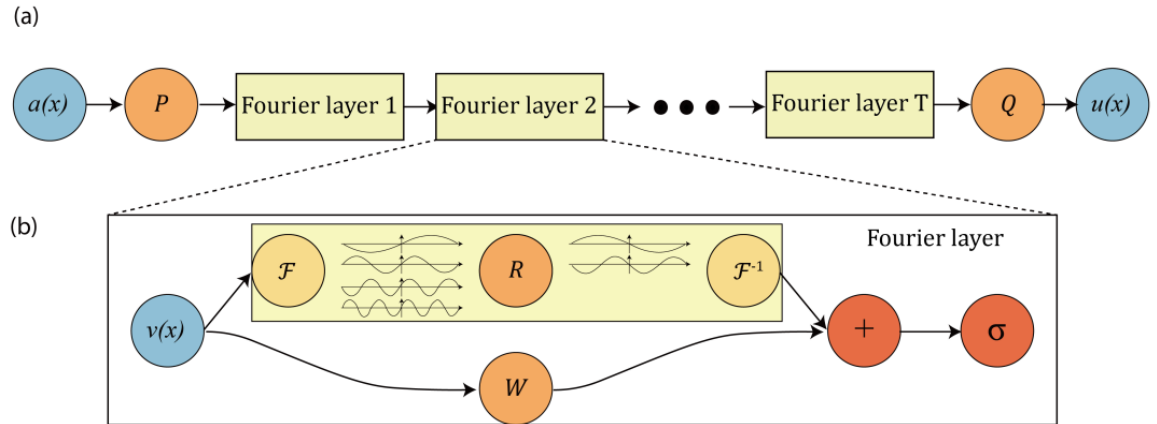 (a)
a(x) P Fourier layer 1 Fourier layer 2 ••• Fourier layer T Q u(x)
(b)
Fourier layer
ℱ R ℱ⁻¹
v(x) + σ
W